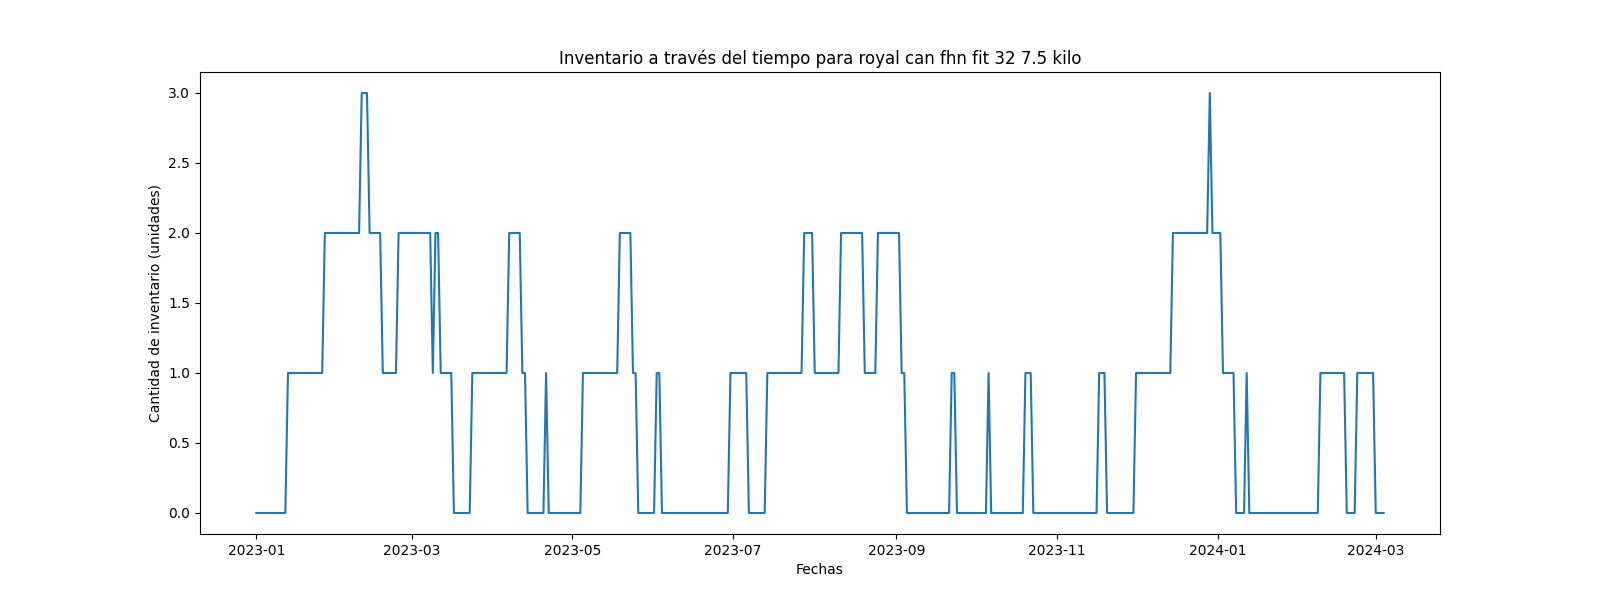 Inventario a través del tiempo para royal can fhn fit 32 7.5 kilo
Cantidad de inventario (unidades)
3.0
2.5
2.0
1.5
1.0
0.5
0.0
2023-01 2023-03 2023-05 2023-07 2023-09 2023-11 2024-01 2024-03
Fechas